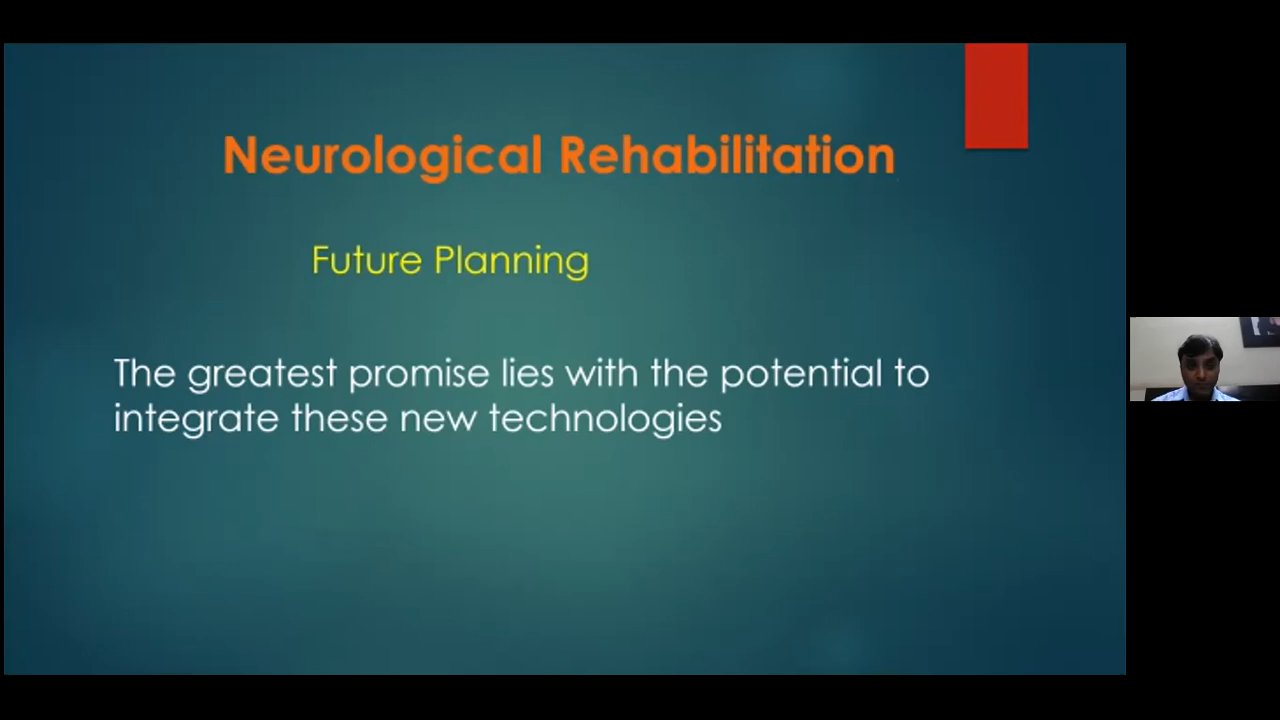 Neurological Rehabilitation
Future Planning
The greatest promise lies with the potential to
integrate these new technologies